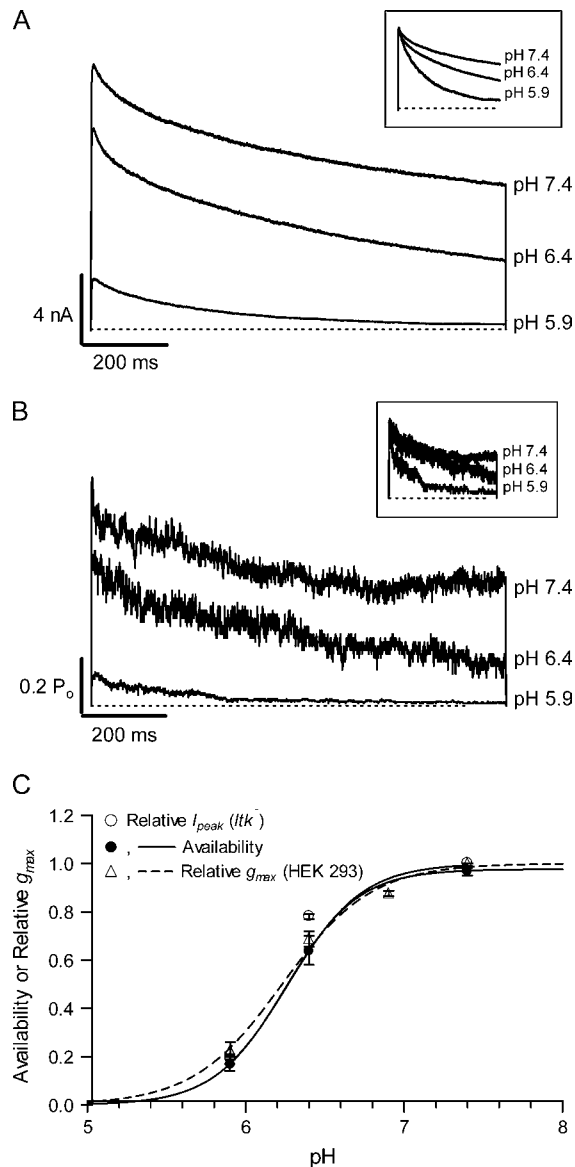 A
pH 7.4
pH 6.4
pH 5.9
pH 7.4
pH 6.4
pH 5.9
4 nA
200 ms
B
pH 7.4
pH 6.4
pH 5.9
pH 7.4
pH 6.4
pH 5.9
0.2 Po
200 ms
C
Availability or Relative gmax
1.2
1.0
0.8
0.6
0.4
0.2
0.0
Relative Ipeak (ltk-)
, Availability
, Relative gmax (HEK 293)
5 6 7 8
pH